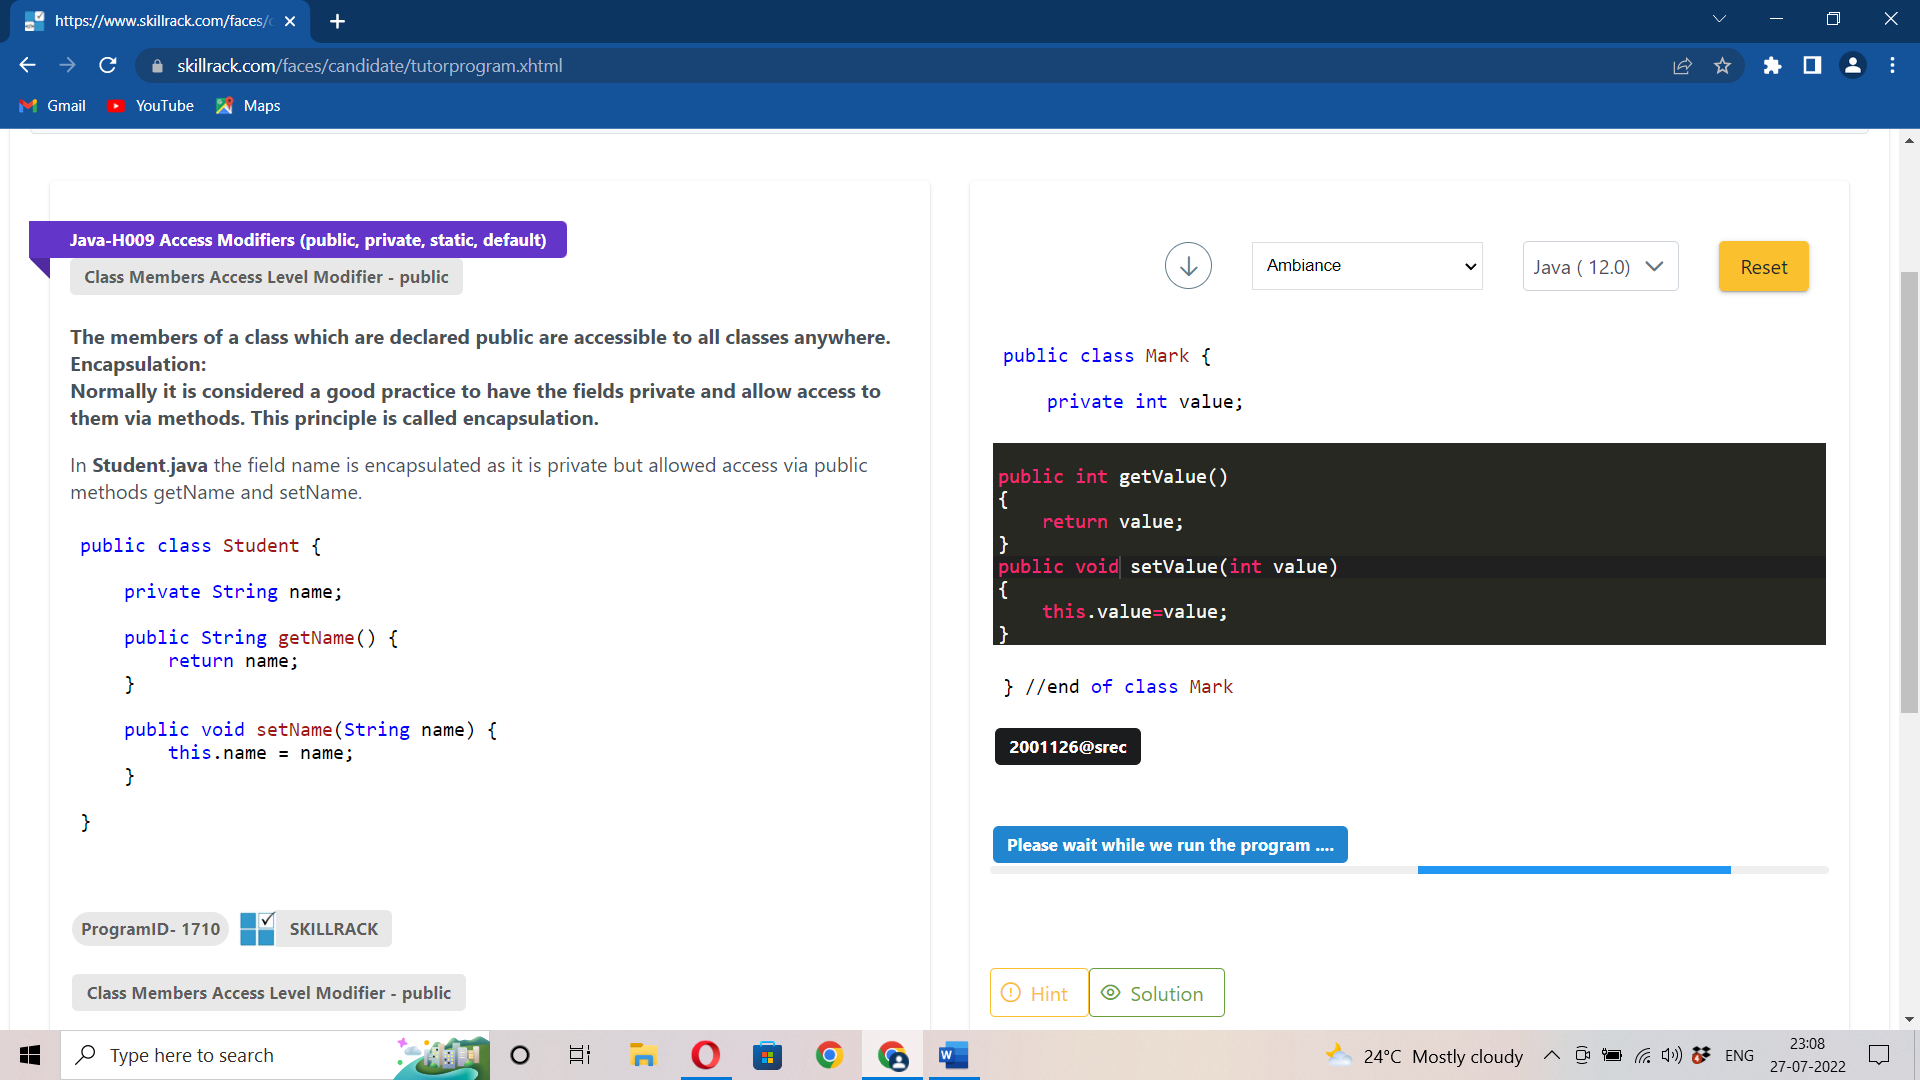 https://www.skillrack.com/faces/c
skillrack.com/faces/candidate/tutorprogram.xhtml
Gmail YouTube Maps
Java-H009 Access Modifiers (public, private, static, default)
Class Members Access Level Modifier - public
The members of a class which are declared public are accessible to all classes anywhere.
Encapsulation:
Normally it is considered a good practice to have the fields private and allow access to
them via methods. This principle is called encapsulation.
In Student.java the field name is encapsulated as it is private but allowed access via public
methods getName and setName.
public class Student {
private String name;
public String getName() {
return name;
}
public void setName(String name) {
this.name = name;
}
}
ProgramID- 1710 SKILLRACK
Class Members Access Level Modifier - public
Ambiance Java ( 12.0) Reset
public class Mark {
private int value;
public int getValue()
{
return value;
}
public void setValue(int value)
{
this.value=value;
}
} //end of class Mark
2001126@srec
Please wait while we run the program ....
Hint Solution
Type here to search
24°C Mostly cloudy ENG
23:08
27-07-2022